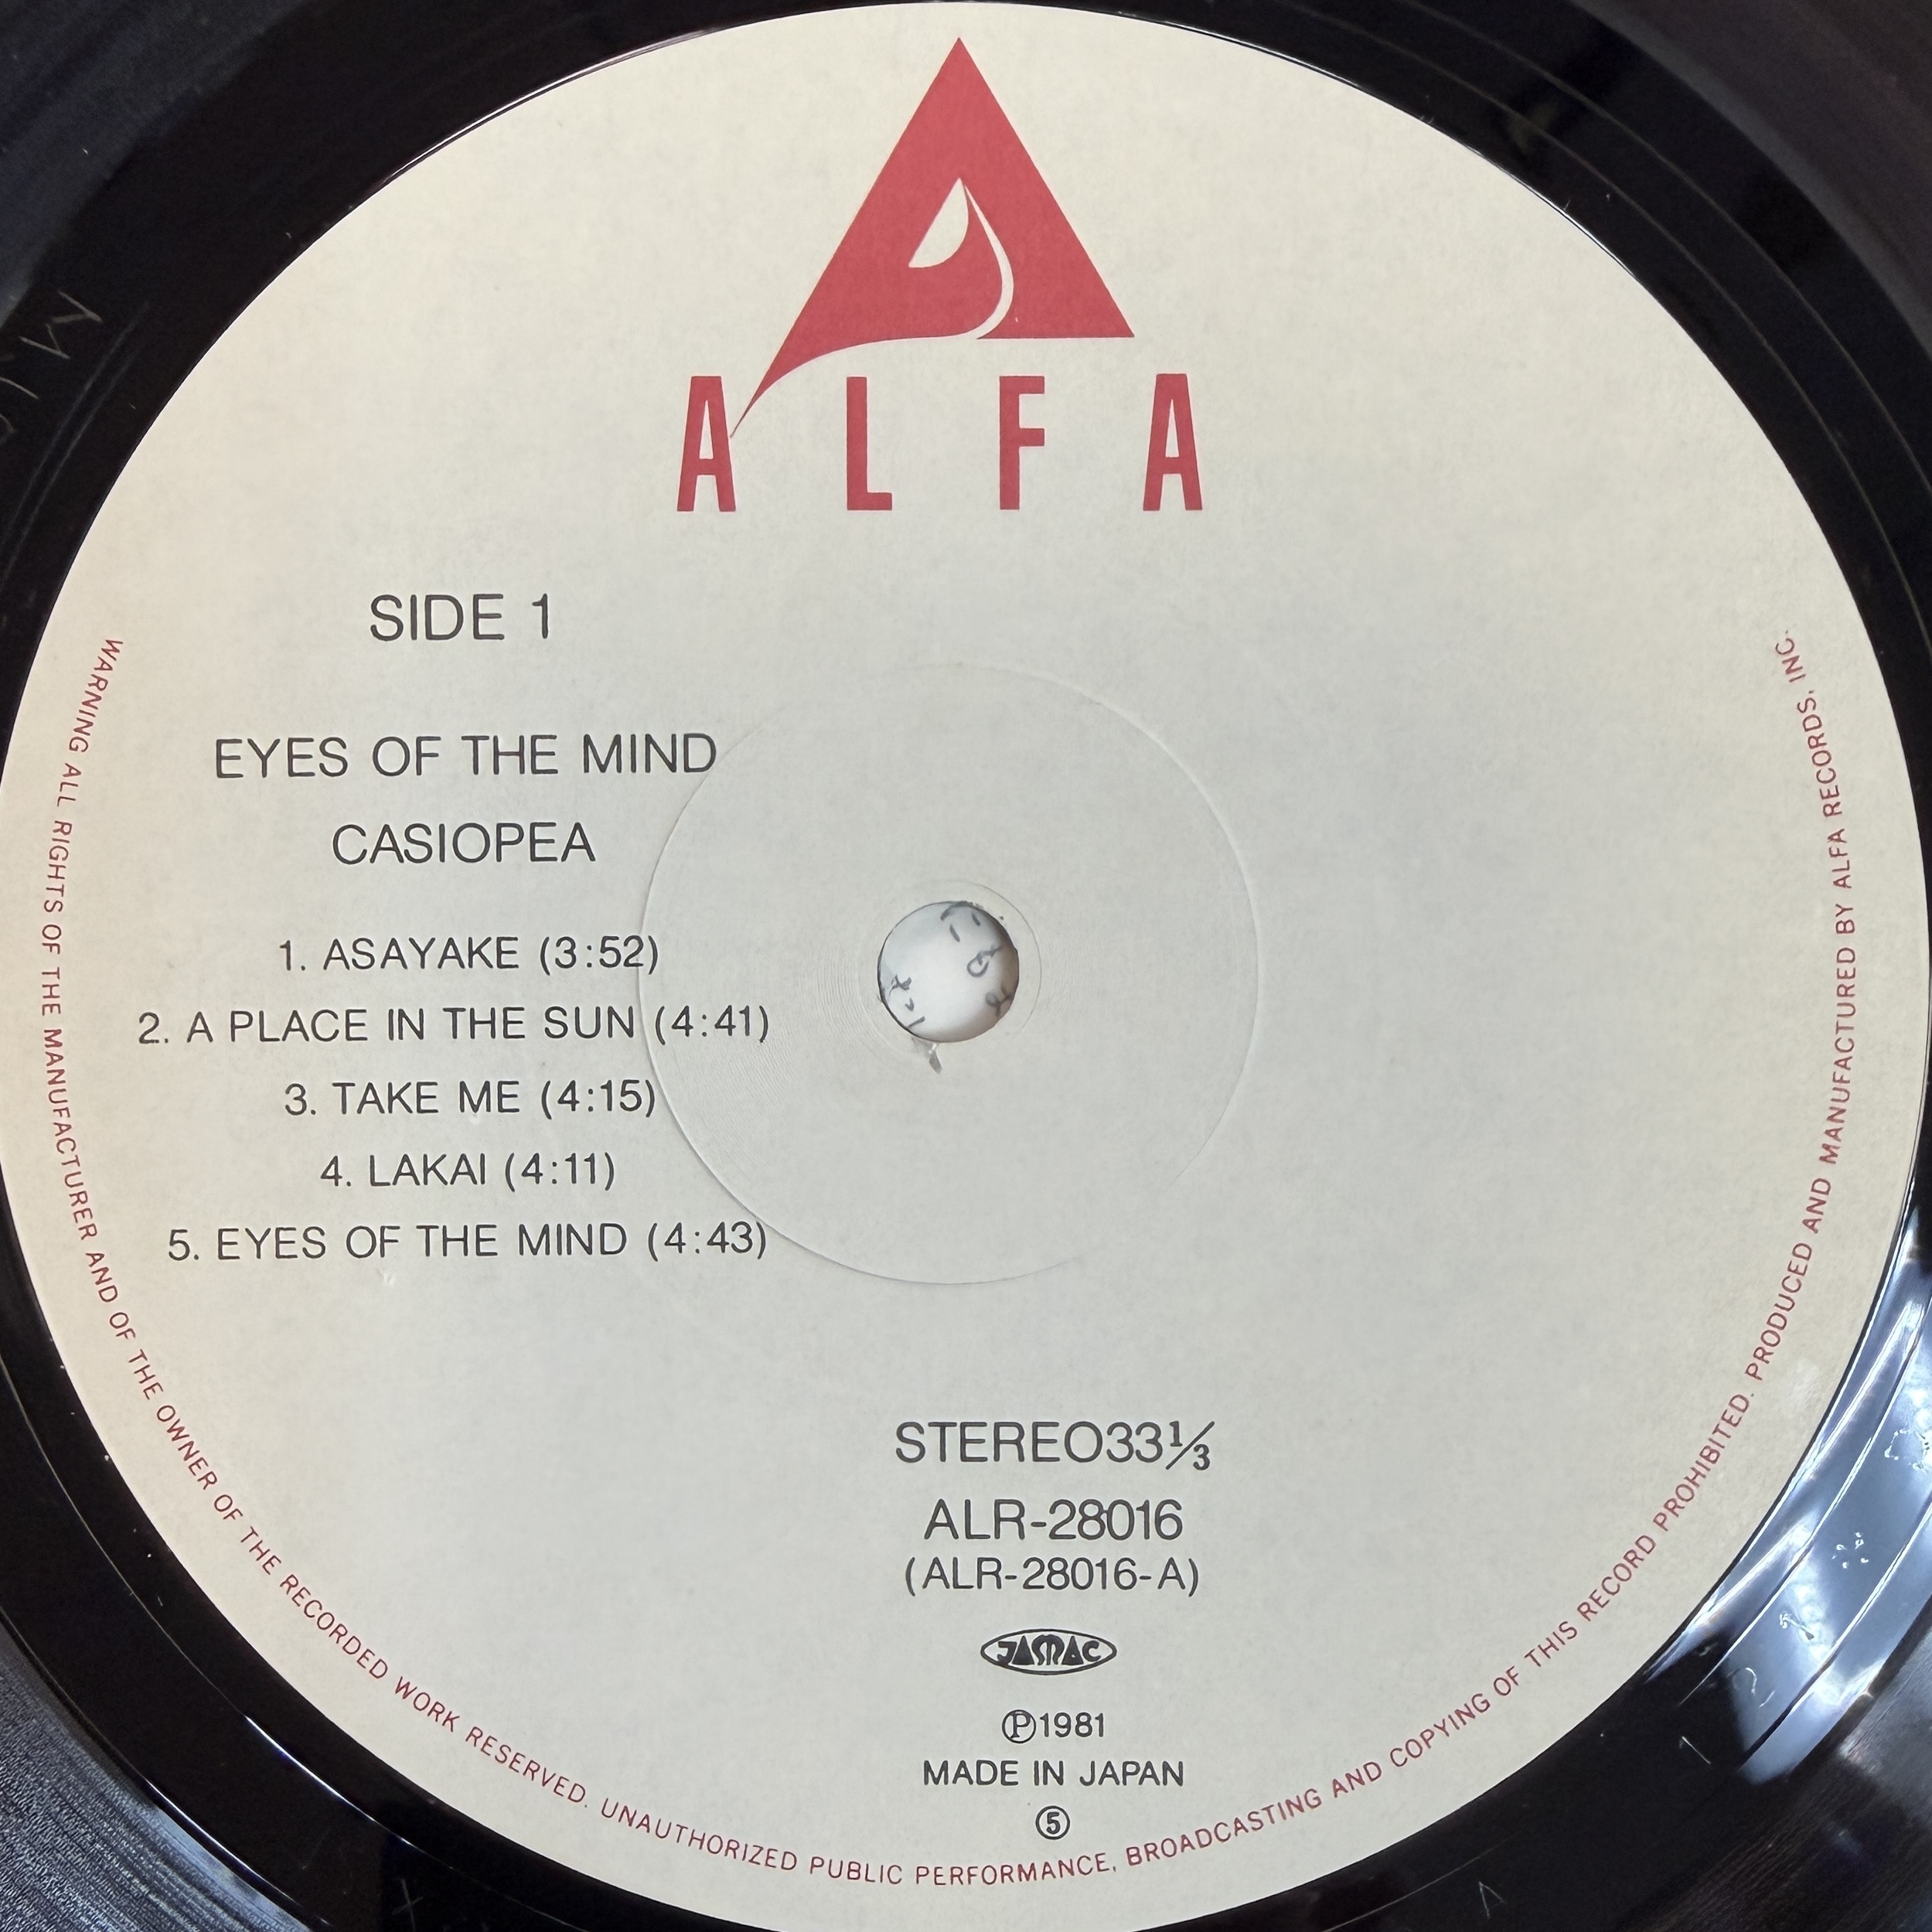 ALFA
SIDE 1
EYES OF THE MIND
CASIOPEA
1. ASAYAKE (3:52)
2. A PLACE IN THE SUN (4:41)
3. TAKE ME (4:15)
4. LAKAI (4:11)
5. EYES OF THE MIND (4:43)
STEREO33⅓
ALR-28016
(ALR-28016-A)
JASMAC
Ⓟ1981
MADE IN JAPAN
⑤
WARNING ALL RIGHTS OF THE MANUFACTURER AND OF THE OWNER OF THE RECORDED WORK RESERVED. UNAUTHORIZED PUBLIC PERFORMANCE, BROADCASTING AND COPYING OF THIS RECORD PROHIBITED. PRODUCED AND MANUFACTURED BY ALFA RECORDS, INC.